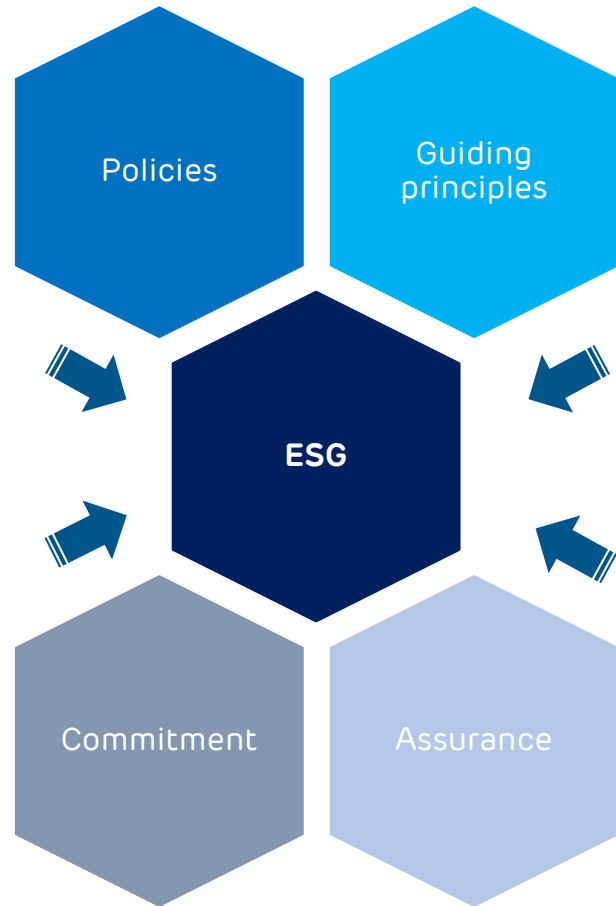 Policies
Guiding
principles
ESG
Commitment
Assurance